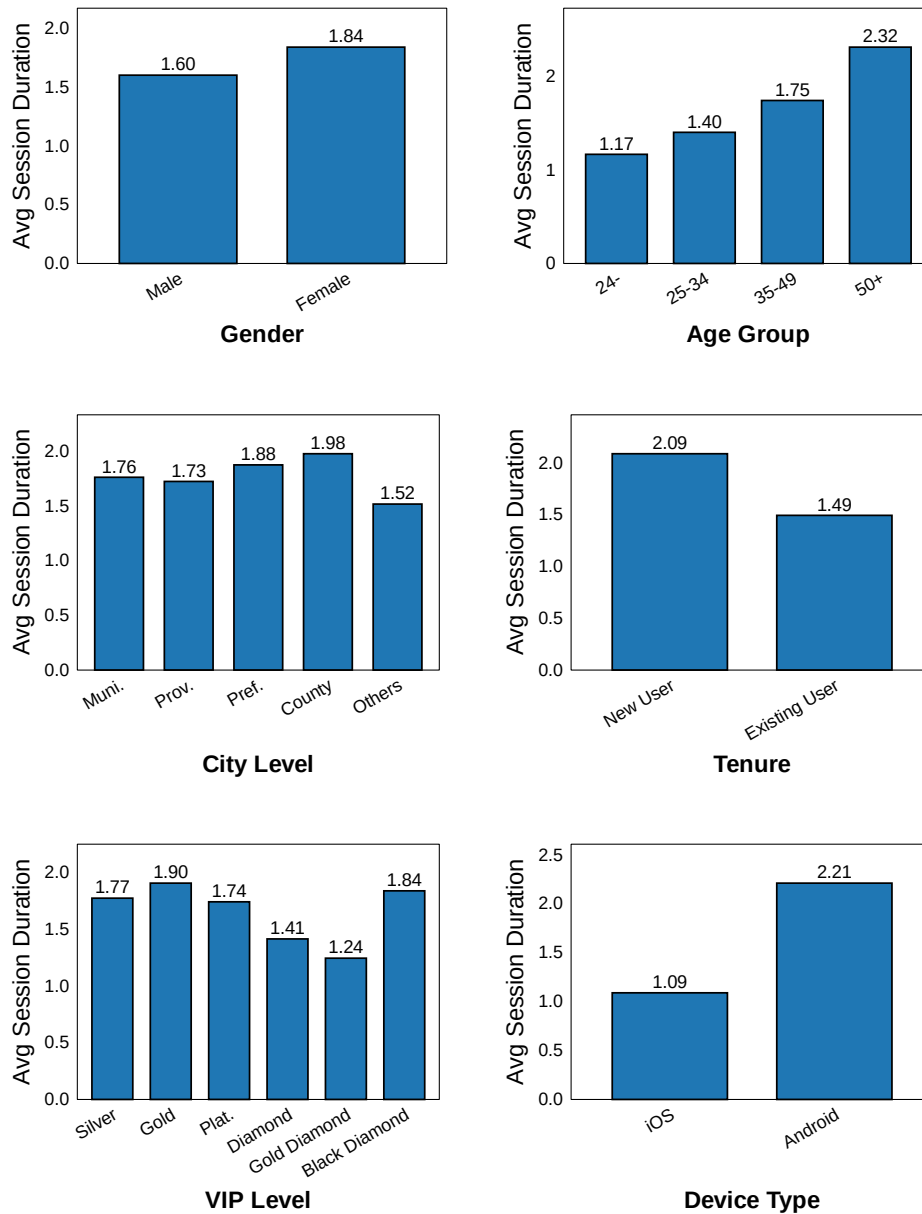 Avg Session Duration
2.0
1.5
1.0
0.5
0.0
1.60
1.84
Male
Female
Gender
Avg Session Duration
2
1
0
1.17
1.40
1.75
2.32
24-
25-34
35-49
50+
Age Group
Avg Session Duration
2.0
1.5
1.0
0.5
0.0
1.76
1.73
1.88
1.98
1.52
Muni.
Prov.
Pref.
County
Others
City Level
Avg Session Duration
2.0
1.5
1.0
0.5
0.0
2.09
1.49
New User
Existing User
Tenure
Avg Session Duration
2.0
1.5
1.0
0.5
0.0
1.77
1.90
1.74
1.41
1.24
1.84
Silver
Gold
Plat.
Diamond
Gold Diamond
Black Diamond
VIP Level
Avg Session Duration
2.5
2.0
1.5
1.0
0.5
0.0
1.09
2.21
iOS
Android
Device Type